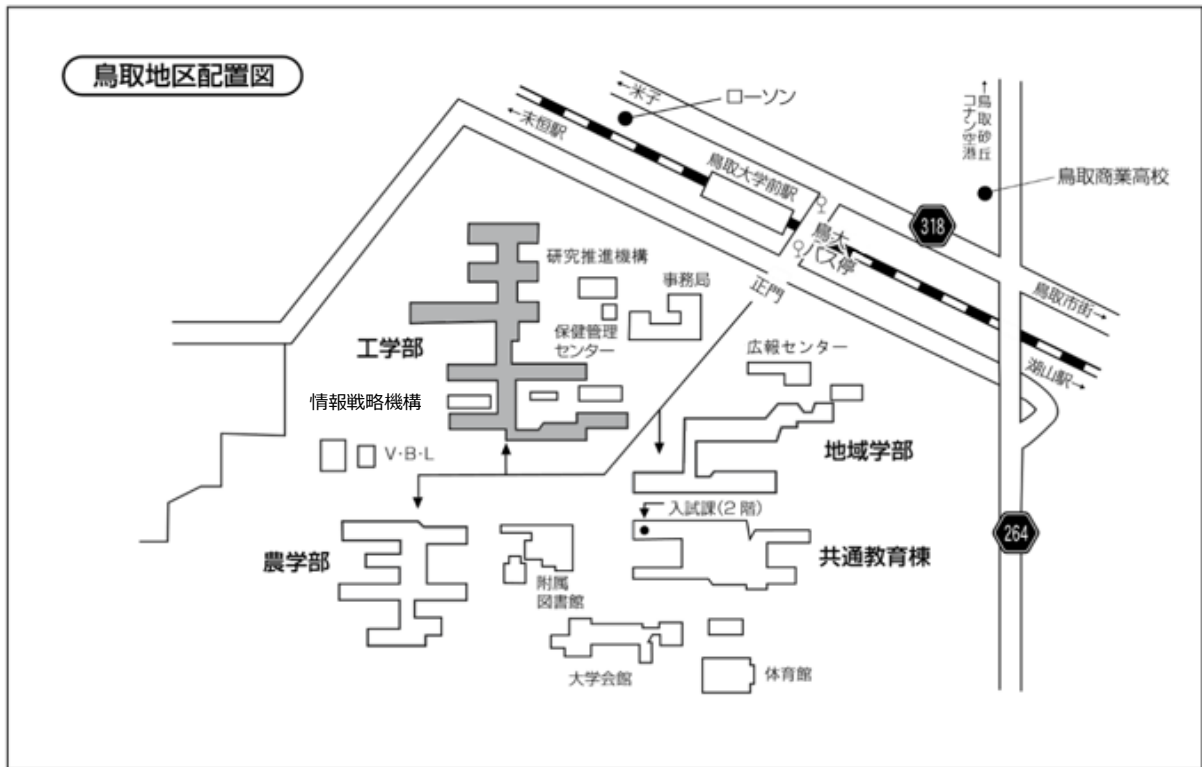 鳥取地区配置図
←米子
ローソン
←末恒駅
鳥取大学前駅
↑鳥取砂丘
コナン空港
鳥取商業高校
318
鳥大
バス停
正門
鳥取市街→
湖山駅→
研究推進機構
事務局
保健管理
センター
工学部
広報センター
情報戦略機構
V・B・L
地域学部
入試課(2階)
264
共通教育棟
農学部
附属
図書館
大学会館
体育館